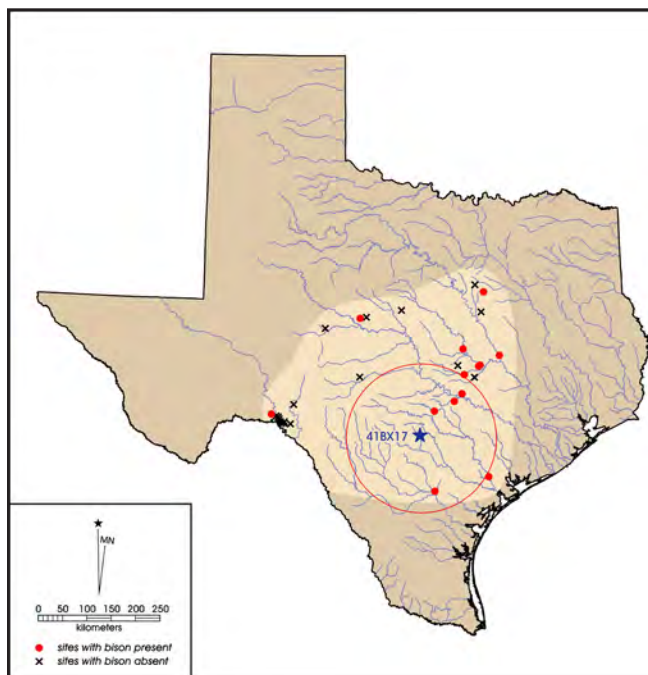 41BX17
MN
0 50 100 150 200 250
kilometers
sites with bison present
sites with bison absent